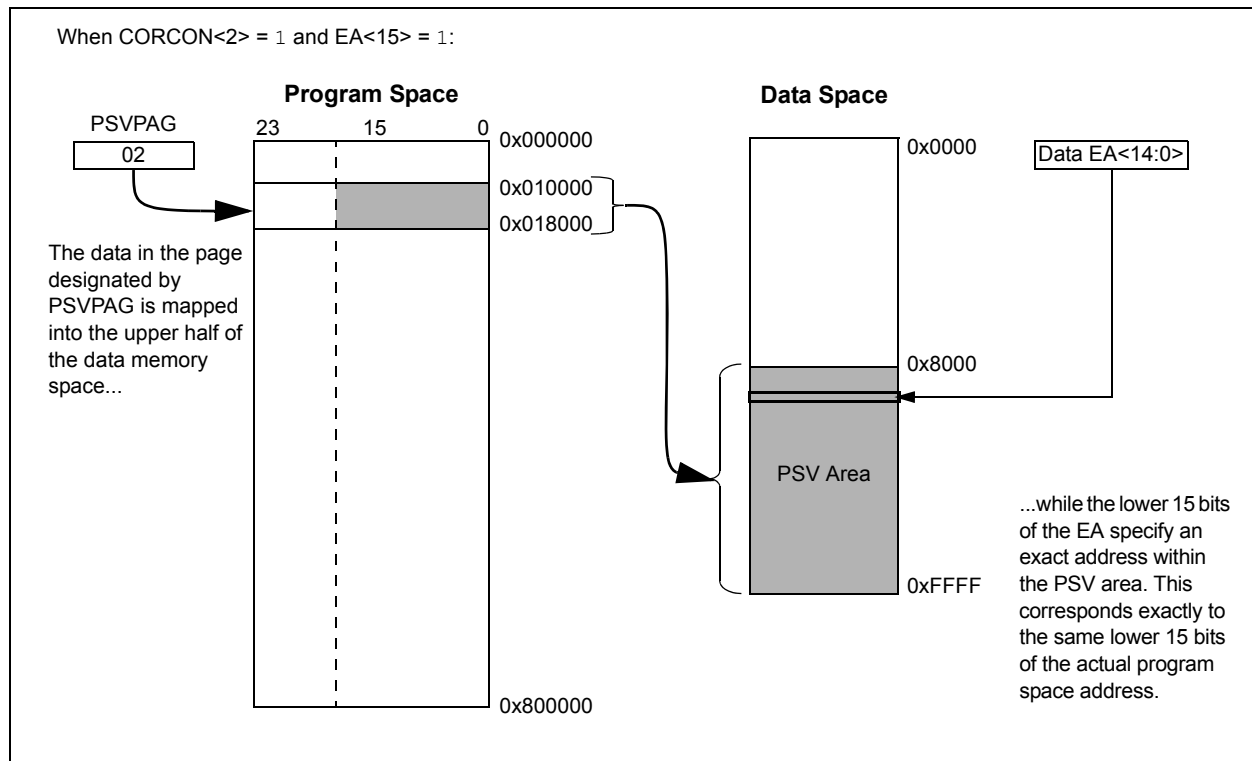 When CORCON<2> = 1 and EA<15> = 1:
Program Space
Data Space
PSVPAG
02
23 15 0
0x000000
0x010000
0x018000
0x800000
The data in the page
designated by
PSVPAG is mapped
into the upper half of
the data memory
space...
0x0000
0x8000
PSV Area
0xFFFF
Data EA<14:0>
...while the lower 15 bits
of the EA specify an
exact address within
the PSV area. This
corresponds exactly to
the same lower 15 bits
of the actual program
space address.